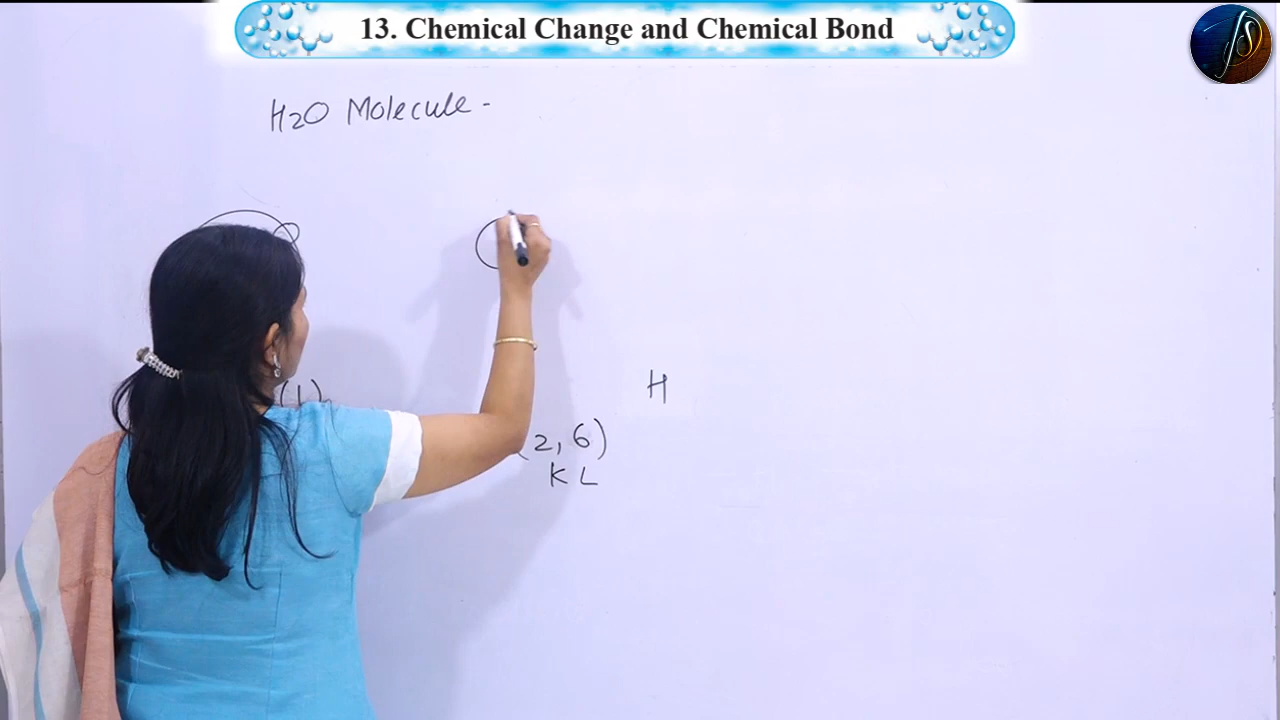 13. Chemical Change and Chemical Bond
H2O Molecule -
(1)
H
(2, 6)
K L